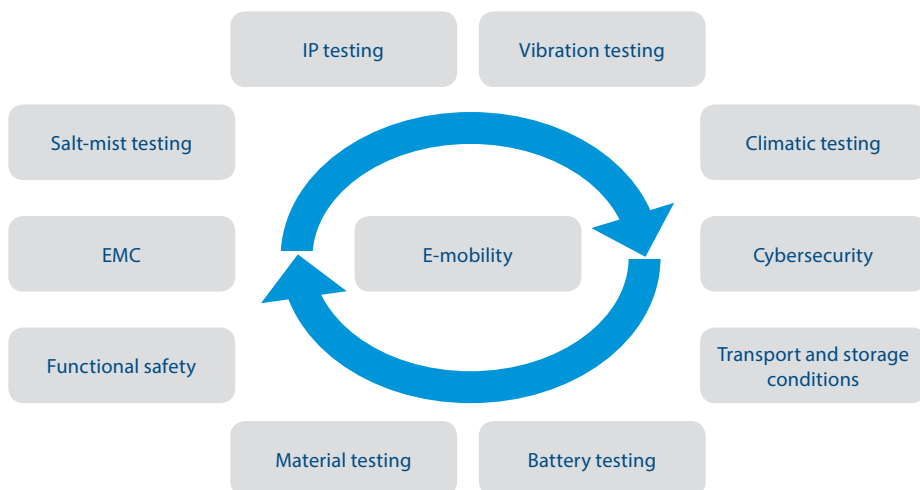 IP testing
Vibration testing
Salt-mist testing
Climatic testing
EMC
E-mobility
Cybersecurity
Functional safety
Transport and storage
conditions
Material testing
Battery testing